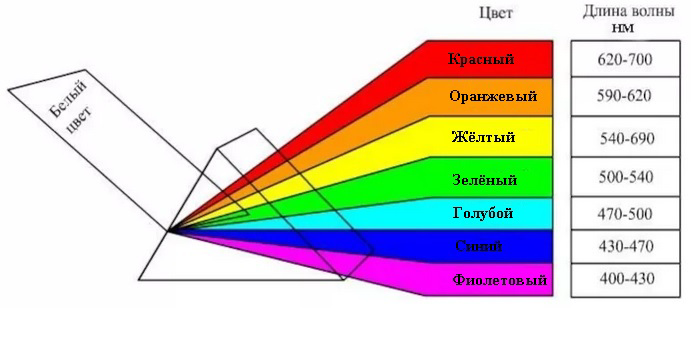 Цвет
Длина волны
нм
Белый
цвет
Красный
620-700
Оранжевый
590-620
Жёлтый
540-690
Зелёный
500-540
Голубой
470-500
Синий
430-470
Фиолетовый
400-430